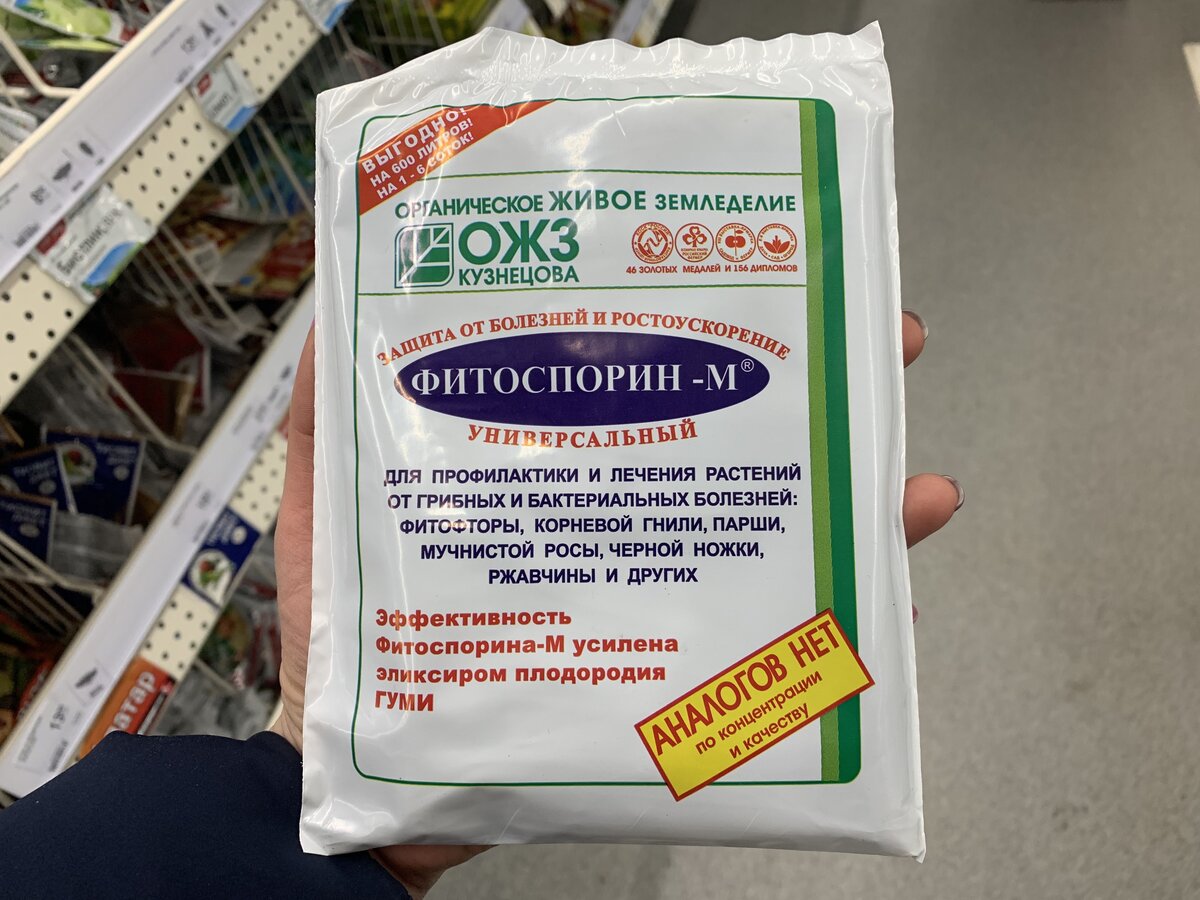 ВЫГОДНО!
НА 600 ЛИТРОВ!
НА 1 - 6 СОТОК!
ОРГАНИЧЕСКОЕ ЖИВОЕ ЗЕМЛЕДЕЛИЕ
ОЖЗ
КУЗНЕЦОВА
46 ЗОЛОТЫХ МЕДАЛЕЙ И 156 ДИПЛОМОВ
ЗАЩИТА ОТ БОЛЕЗНЕЙ И РОСТОУСКОРЕНИЕ
ФИТОСПОРИН -М®
УНИВЕРСАЛЬНЫЙ
ДЛЯ ПРОФИЛАКТИКИ И ЛЕЧЕНИЯ РАСТЕНИЙ
ОТ ГРИБНЫХ И БАКТЕРИАЛЬНЫХ БОЛЕЗНЕЙ:
ФИТОФТОРЫ, КОРНЕВОЙ ГНИЛИ, ПАРШИ,
МУЧНИСТОЙ РОСЫ, ЧЕРНОЙ НОЖКИ,
РЖАВЧИНЫ И ДРУГИХ
Эффективность
Фитоспорина-М усилена
эликсиром плодородия
ГУМИ
АНАЛОГОВ НЕТ
по концентрации
и качеству